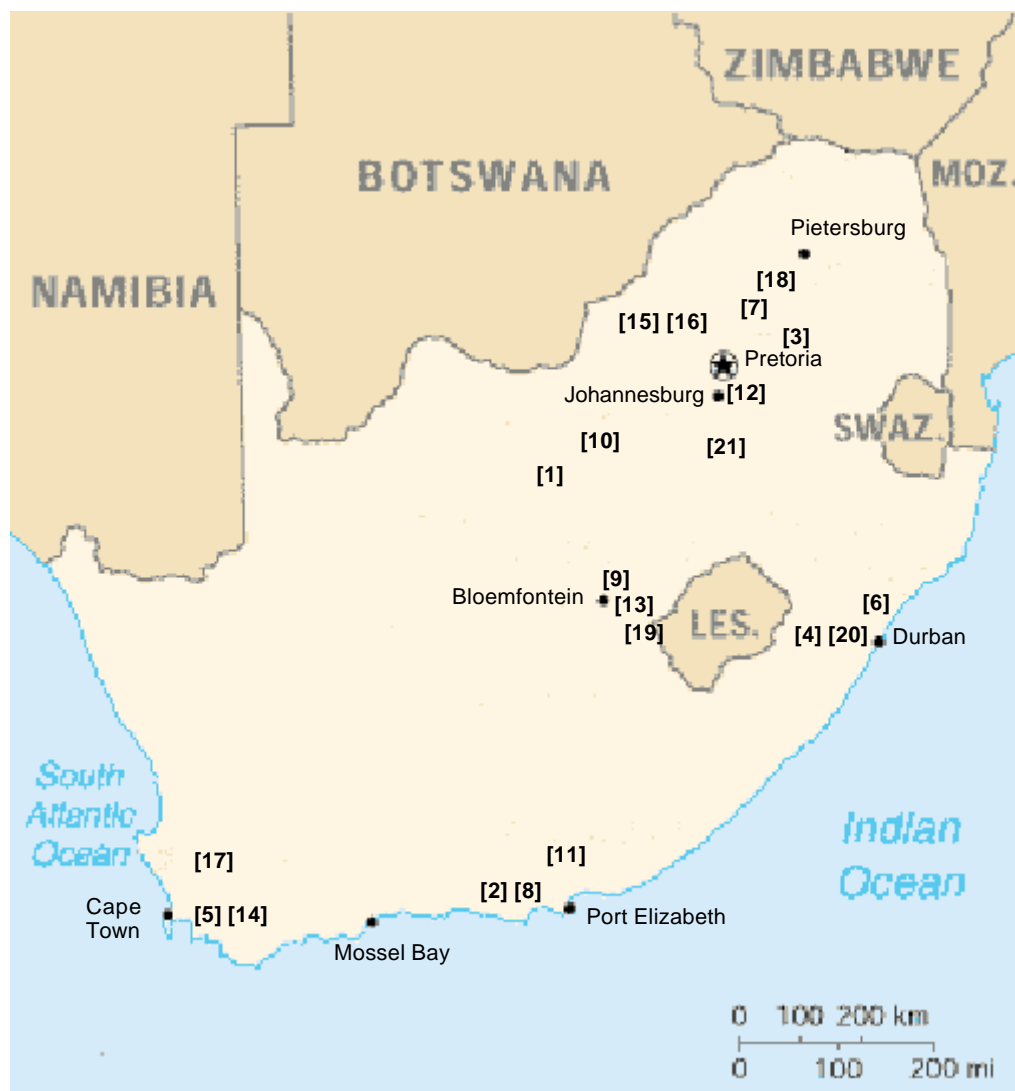 ZIMBABWE
BOTSWANA
MOZ.
Pietersburg
[18]
NAMIBIA
[7]
[15] [16]
[3]
Pretoria
Johannesburg
[12]
SWAZ.
[10]
[21]
[1]
[9]
Bloemfontein
[13]
[6]
LES.
[19]
[4] [20]
Durban
South
Atlantic
Ocean
Indian
Ocean
[17]
[11]
[2] [8]
Cape
Town
[5] [14]
Port Elizabeth
Mossel Bay
0 100 200 km
0 100 200 mi